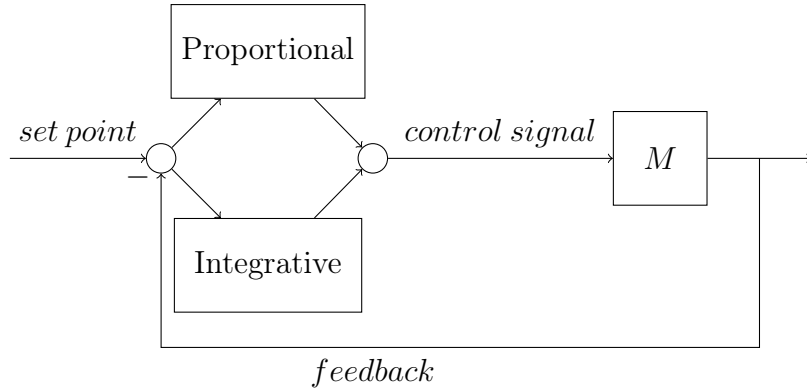 Proportional
set point
control signal
M
−
Integrative
feedback